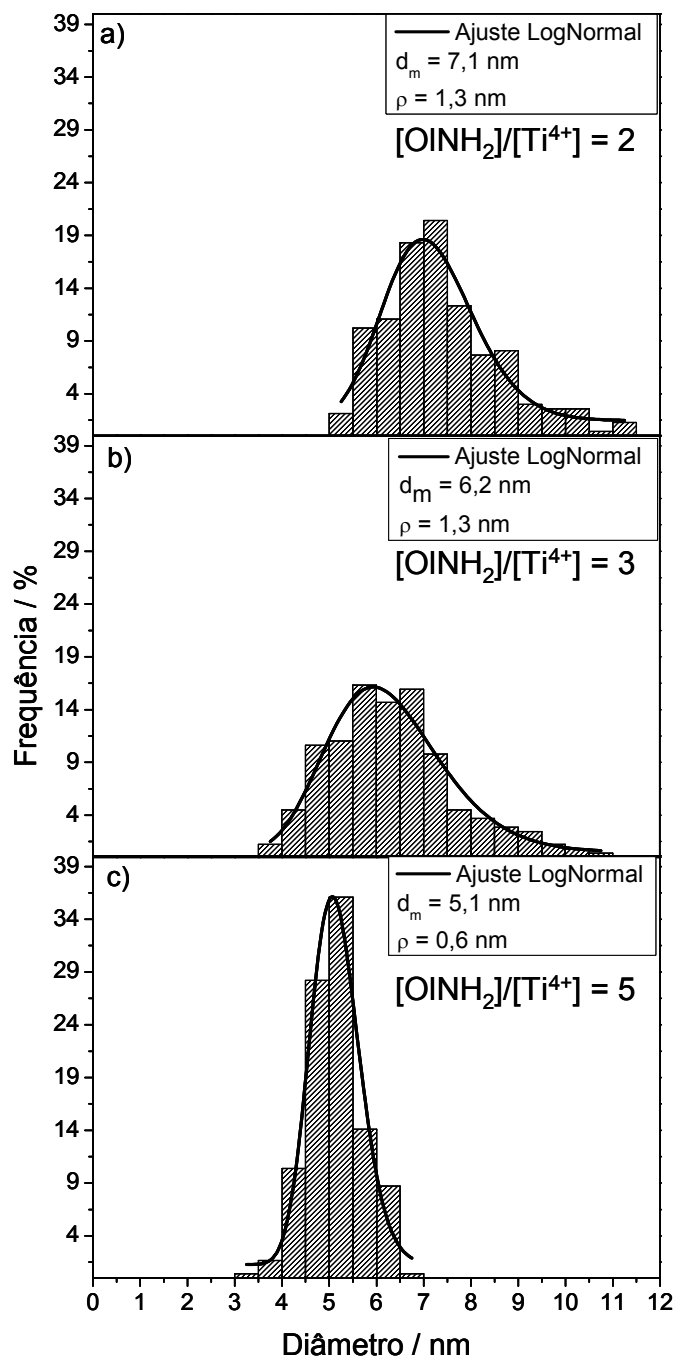 a)
Ajuste LogNormal
dₘ = 7,1 nm
ρ = 1,3 nm
[OlNH₂]/[Ti⁴⁺] = 2
39
34
29
24
19
14
9
4
b)
Ajuste LogNormal
dₘ = 6,2 nm
ρ = 1,3 nm
[OlNH₂]/[Ti⁴⁺] = 3
39
34
29
24
19
14
9
4
Frequência / %
c)
Ajuste LogNormal
dₘ = 5,1 nm
ρ = 0,6 nm
[OlNH₂]/[Ti⁴⁺] = 5
39
34
29
24
19
14
9
4
0 1 2 3 4 5 6 7 8 9 10 11 12
Diâmetro / nm